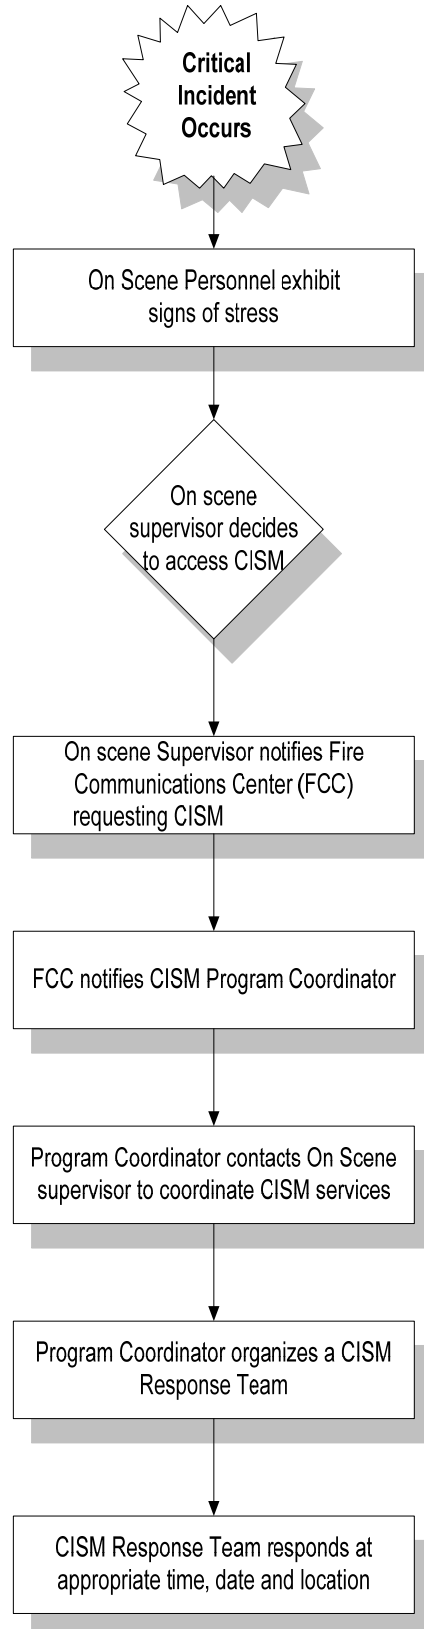 Critical
Incident
Occurs
On Scene Personnel exhibit
signs of stress
On scene
supervisor decides
to access CISM
On scene Supervisor notifies Fire
Communications Center (FCC)
requesting CISM
FCC notifies CISM Program Coordinator
Program Coordinator contacts On Scene
supervisor to coordinate CISM services
Program Coordinator organizes a CISM
Response Team
CISM Response Team responds at
appropriate time, date and location